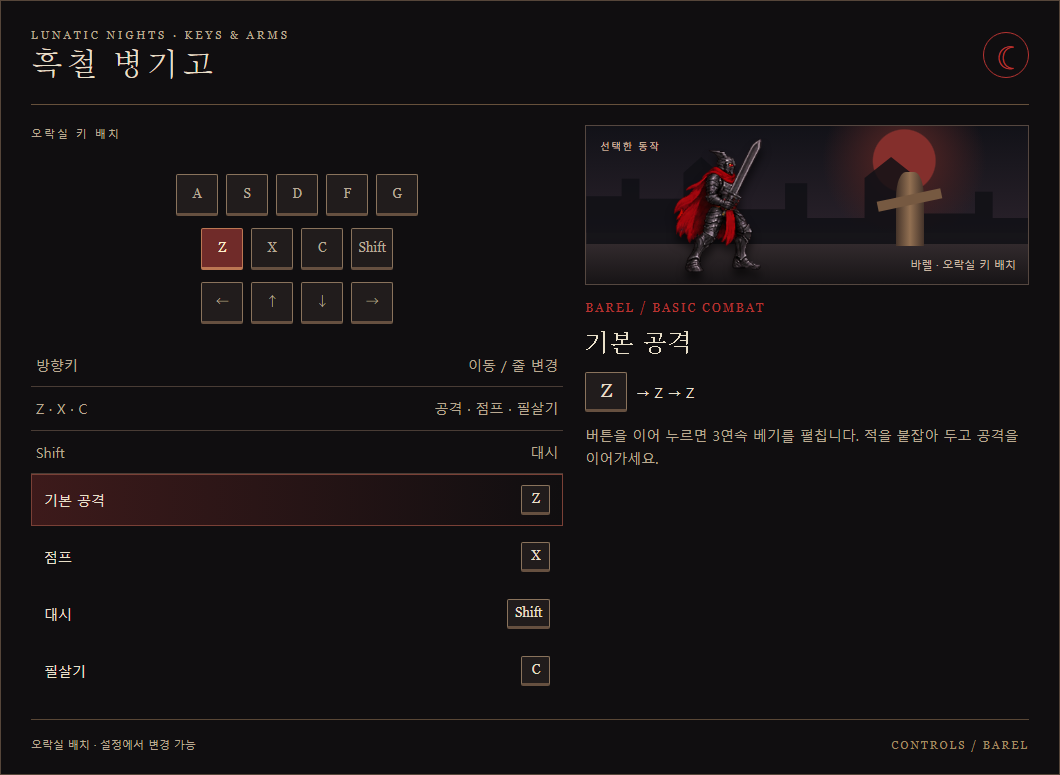 LUNATIC NIGHTS · KEYS & ARMS
흑철 병기고
오락실 키 배치
A S D F G
Z X C Shift
← ↑ ↓ →
방향키 이동 / 줄 변경
Z · X · C 공격 · 점프 · 필살기
Shift 대시
기본 공격 Z
점프 X
대시 Shift
필살기 C
선택한 동작
바렐 · 오락실 키 배치
BAREL / BASIC COMBAT
기본 공격
Z → Z → Z
버튼을 이어 누르면 3연속 베기를 펼칩니다. 적을 붙잡아 두고 공격을
이어가세요.
오락실 배치 · 설정에서 변경 가능
CONTROLS / BAREL